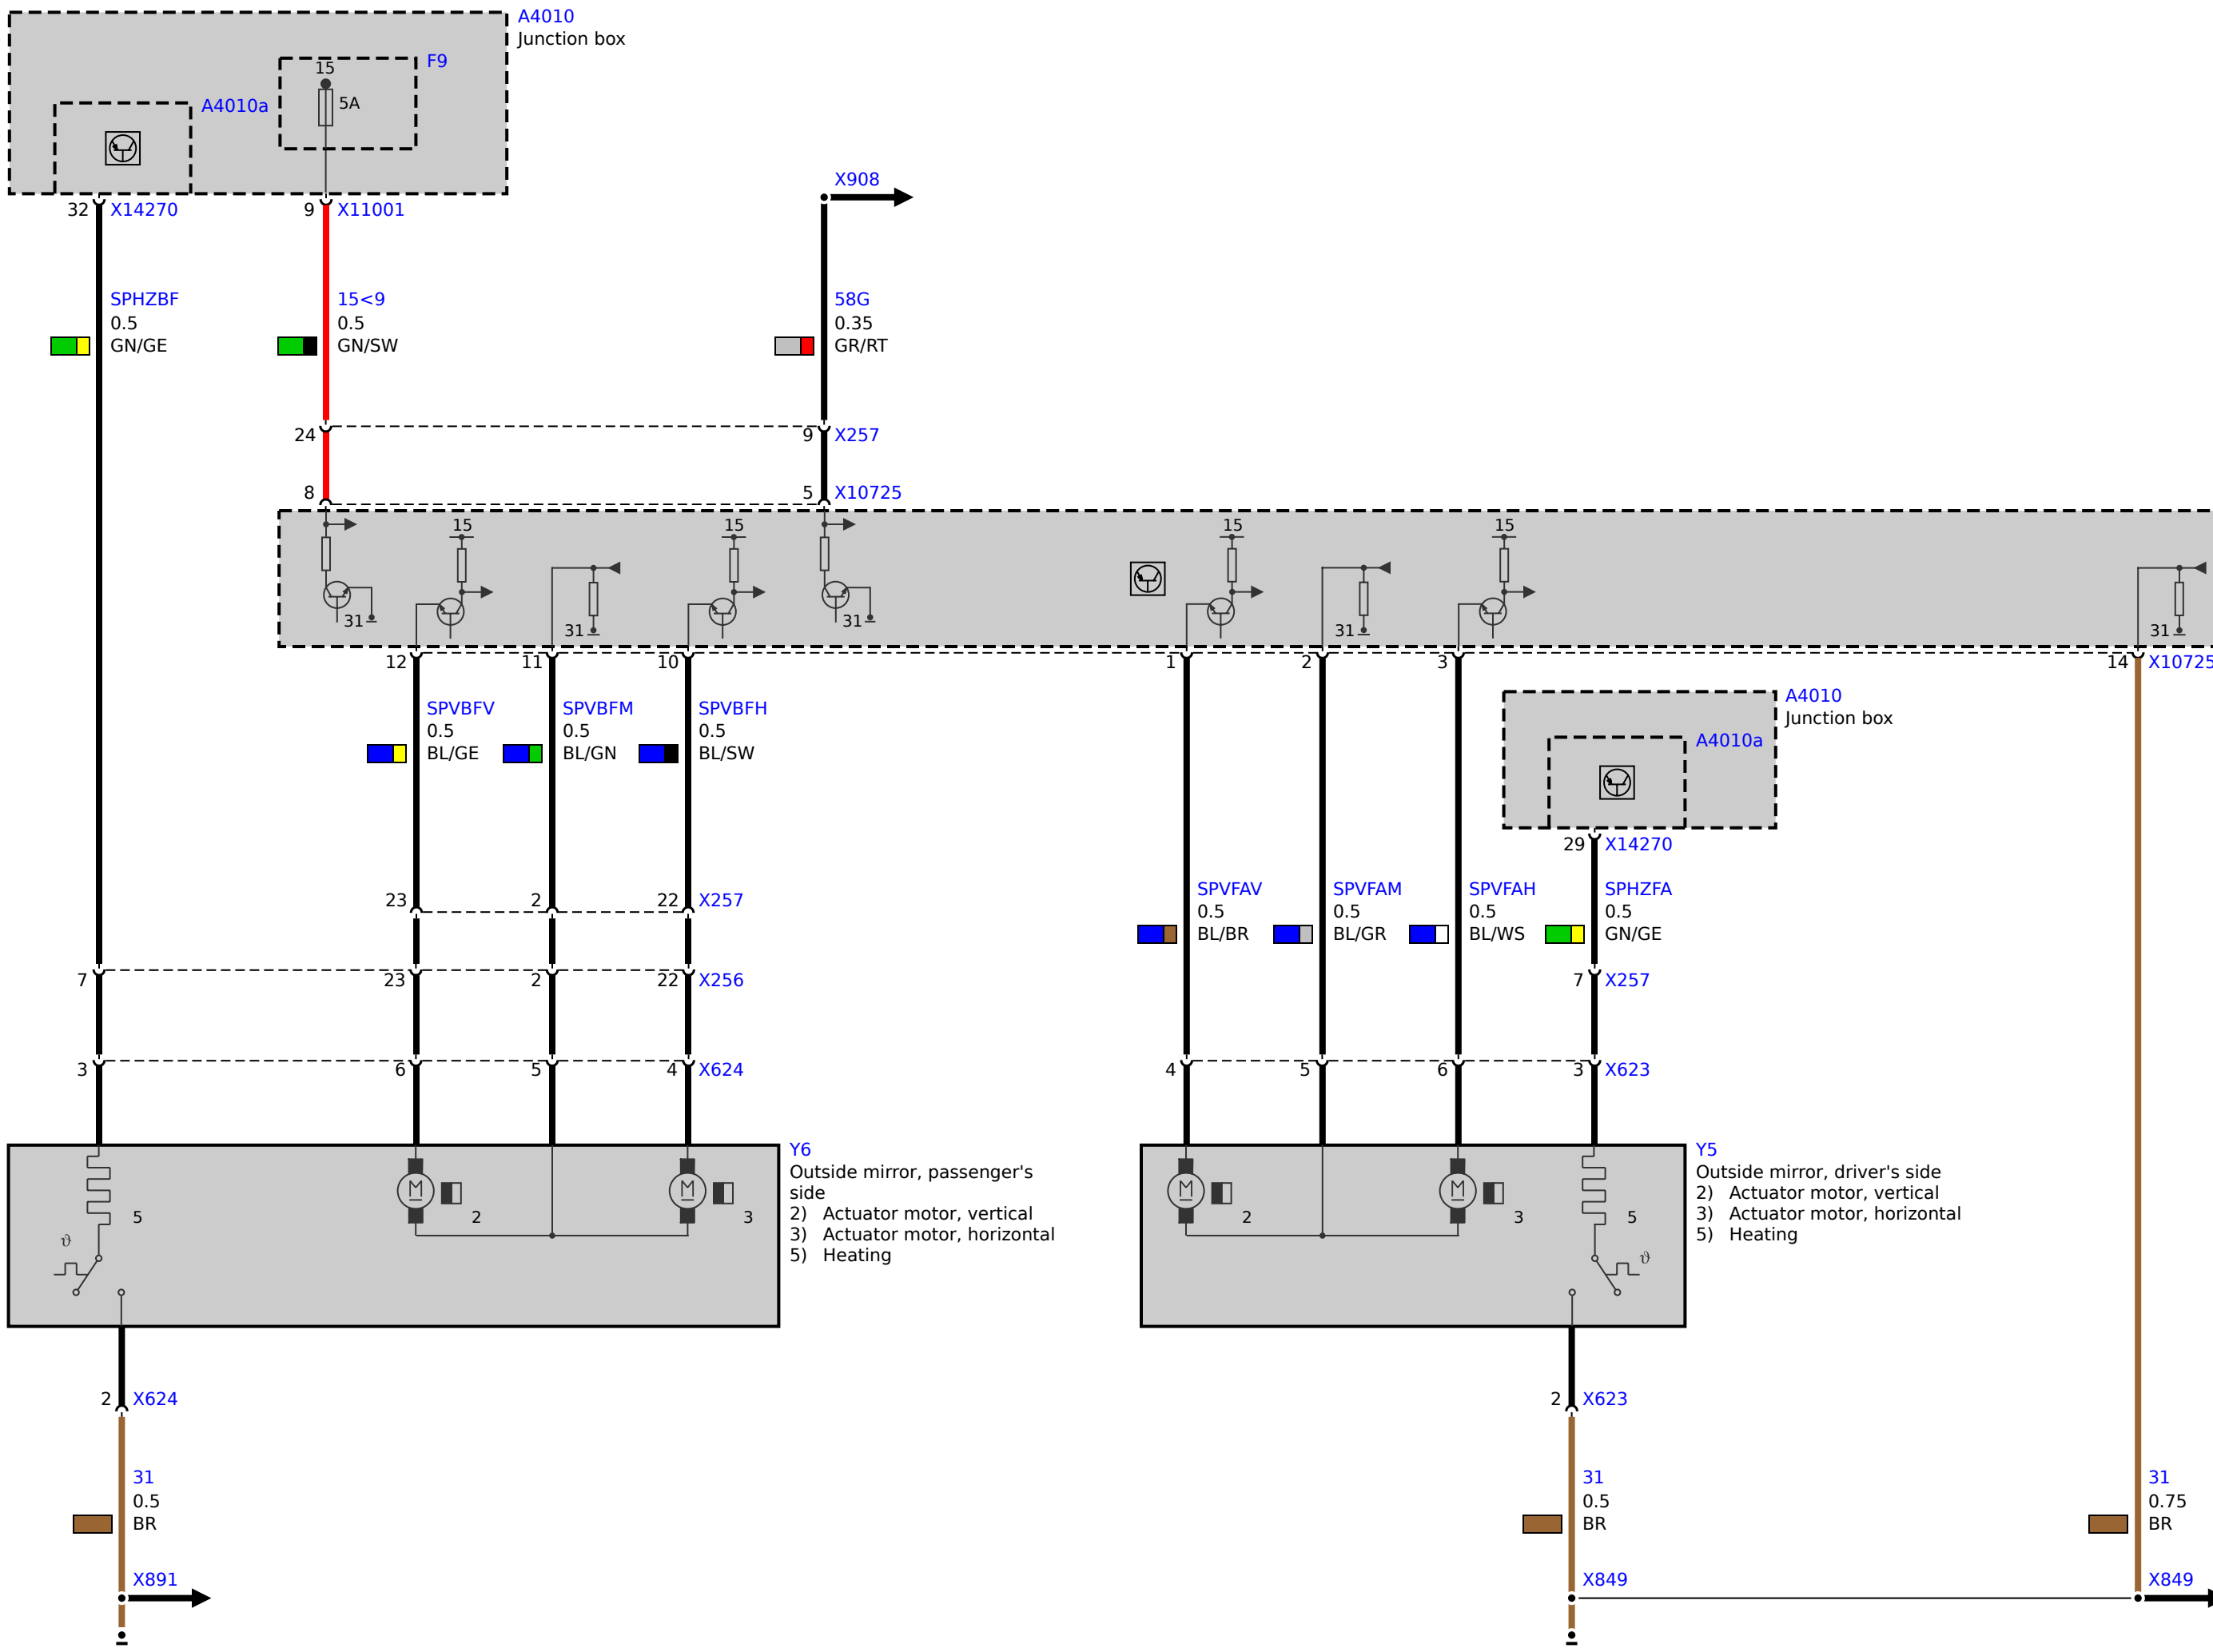 A4010
Junction box
F9
15
5A
A4010a
X908
32 X14270
9 X11001
SPHZBF
0.5
GN/GE
15<9
0.5
GN/SW
58G
0.35
GR/RT
24
9 X257
8
5 X10725
15
15
15
15
31
31
31
31
31
12
11
10
1
2
3
14 X10725
SPVBFV
0.5
BL/GE
SPVBFM
0.5
BL/GN
SPVBFH
0.5
BL/SW
A4010
Junction box
A4010a
29 X14270
23
2
22 X257
SPVFAV
0.5
BL/BR
SPVFAM
0.5
BL/GR
SPVFAH
0.5
BL/WS
SPHZFA
0.5
GN/GE
7
23
2
22 X256
7 X257
3
6
5
4 X624
4
5
6
3 X623
M
2
M
3
5
ϑ
Y6
Outside mirror, passenger's
side
2) Actuator motor, vertical
3) Actuator motor, horizontal
5) Heating
M
2
M
3
5
ϑ
Y5
Outside mirror, driver's side
2) Actuator motor, vertical
3) Actuator motor, horizontal
5) Heating
2 X624
2 X623
31
0.5
BR
31
0.5
BR
31
0.75
BR
X891
X849
X849